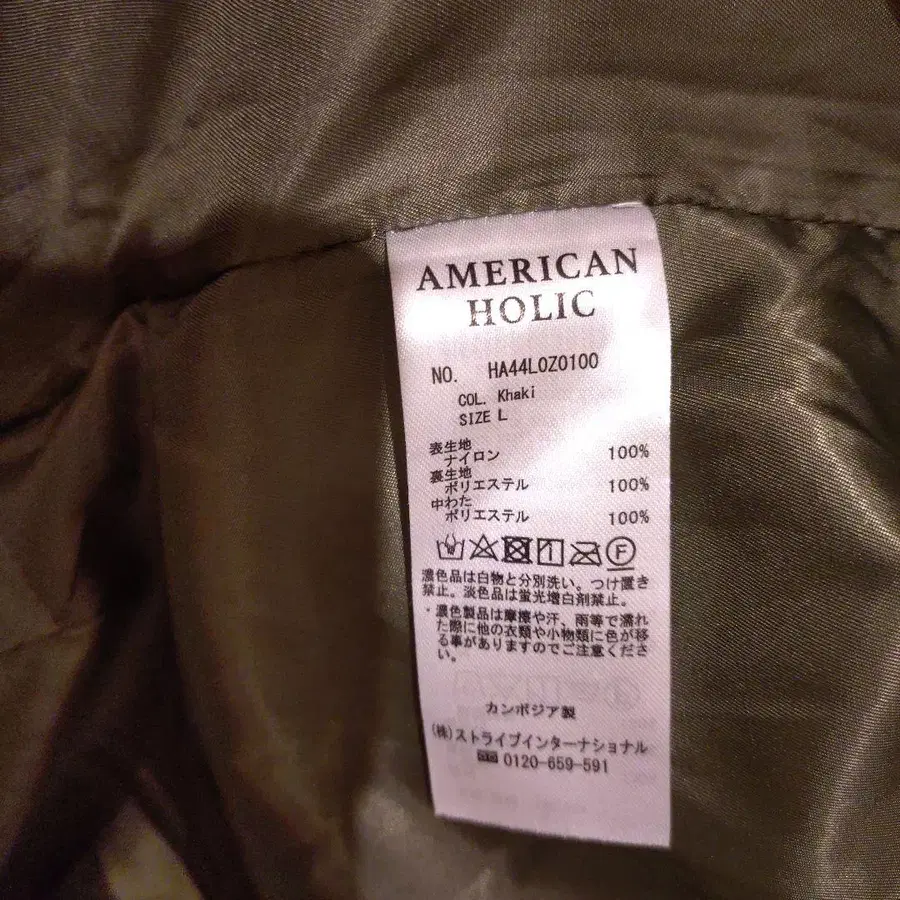 AMERICAN
HOLIC
NO. HA44L0Z0100
COL. Khaki
SIZE L
表生地
ナイロン 100%
裏生地
ポリエステル 100%
中わた
ポリエステル 100%
F
濃色品は白物と分別洗い。つけ置き
禁止。淡色品は蛍光増白剤禁止。
・濃色製品は摩擦や汗、雨等で濡れ
た際に他の衣類や小物類に色が移
る事がありますのでご注意くださ
い。
カンボジア製
(株)ストライプインターナショナル
0120-659-591